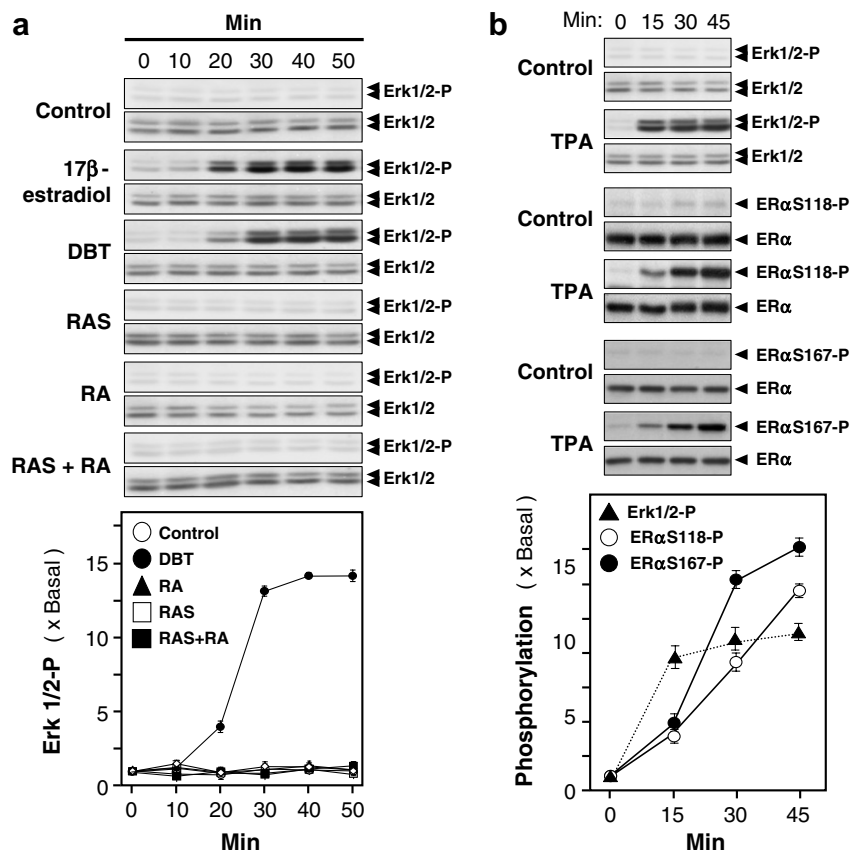 a
Min
0 10 20 30 40 50
Control
Erk1/2-P
Erk1/2
17β-estradiol
Erk1/2-P
Erk1/2
DBT
Erk1/2-P
Erk1/2
RAS
Erk1/2-P
Erk1/2
RA
Erk1/2-P
Erk1/2
RAS + RA
Erk1/2-P
Erk1/2
Erk 1/2-P ( x Basal )
15
10
5
0
Control
DBT
RA
RAS
RAS+RA
0 10 20 30 40 50
Min
b
Min: 0 15 30 45
Control
Erk1/2-P
Erk1/2
TPA
Erk1/2-P
Erk1/2
Control
ERαS118-P
ERα
TPA
ERαS118-P
ERα
Control
ERαS167-P
ERα
TPA
ERαS167-P
ERα
Phosphorylation ( x Basal )
15
10
5
0
Erk1/2-P
ERαS118-P
ERαS167-P
0 15 30 45
Min